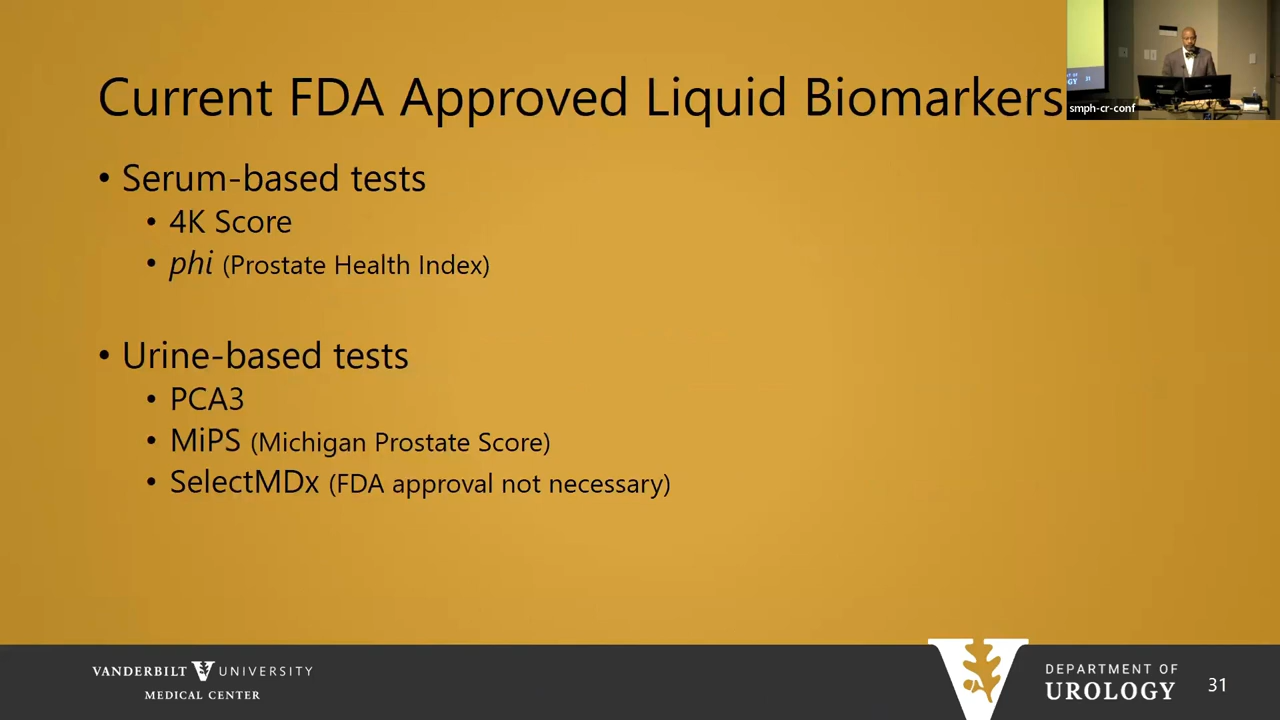 Current FDA Approved Liquid Biomarkers
smph-cr-conf
• Serum-based tests
• 4K Score
• phi (Prostate Health Index)
• Urine-based tests
• PCA3
• MiPS (Michigan Prostate Score)
• SelectMDx (FDA approval not necessary)
VANDERBILT V UNIVERSITY
MEDICAL CENTER
DEPARTMENT OF
UROLOGY
31